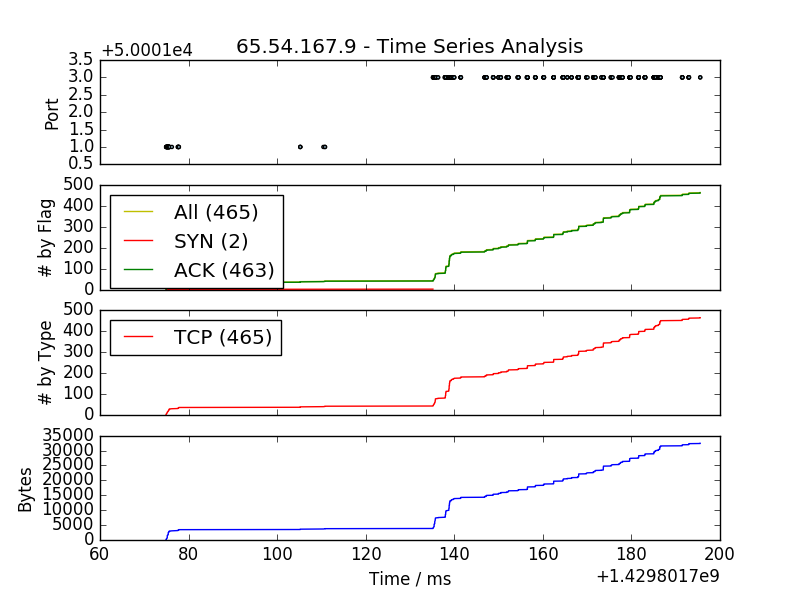 +5.0001e4
65.54.167.9 - Time Series Analysis
3.5
3.0
2.5
2.0
1.5
1.0
0.5
Port
500
400
300
200
100
0
# by Flag
All (465)
SYN (2)
ACK (463)
500
400
300
200
100
0
# by Type
TCP (465)
35000
30000
25000
20000
15000
10000
5000
0
Bytes
60 80 100 120 140 160 180 200
Time / ms
+1.4298017e9